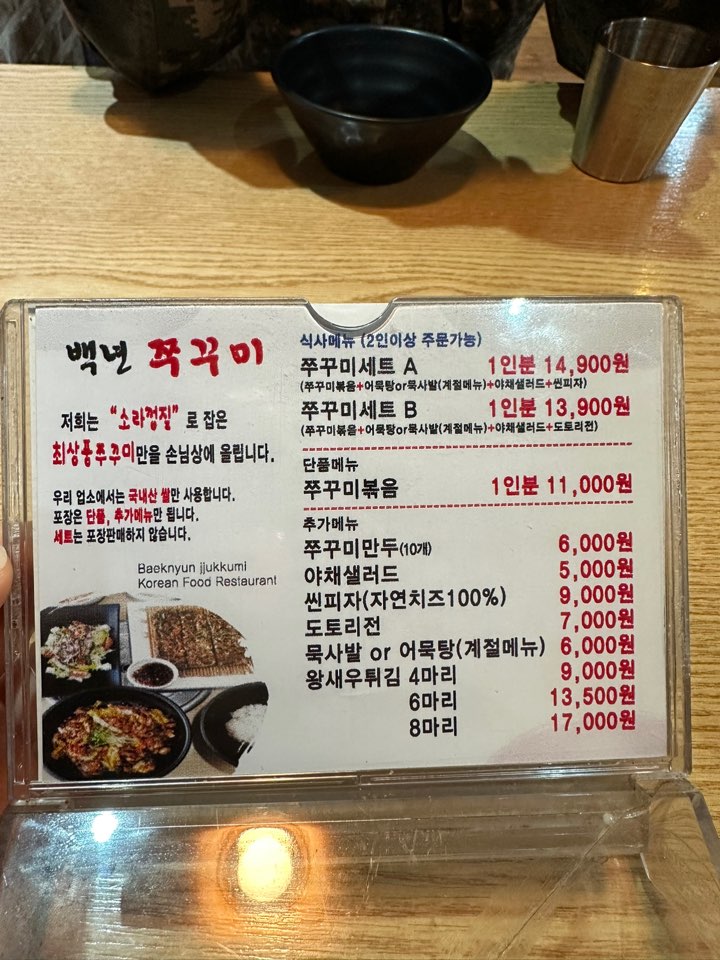 백년 쭈꾸미
저희는 "소라껍질" 로 잡은
최상품쭈꾸미만을 손님상에 올립니다.
우리 업소에서는 국내산 쌀만 사용합니다.
포장은 단품, 추가메뉴만 됩니다.
세트는 포장판매하지 않습니다.
Baeknyun jjukkumi
Korean Food Restaurant
식사메뉴 (2인이상 주문가능)
쭈꾸미세트 A 1인분 14,900원
(쭈꾸미볶음+어묵탕or묵사발(계절메뉴)+야채샐러드+씬피자)
쭈꾸미세트 B 1인분 13,900원
(쭈꾸미볶음+어묵탕or묵사발(계절메뉴)+야채샐러드+도토리전)
단품메뉴
쭈꾸미볶음 1인분 11,000원
추가메뉴
쭈꾸미만두(10개) 6,000원
야채샐러드 5,000원
씬피자(자연치즈100%) 9,000원
도토리전 7,000원
묵사발 or 어묵탕(계절메뉴) 6,000원
왕새우튀김 4마리 9,000원
6마리 13,500원
8마리 17,000원